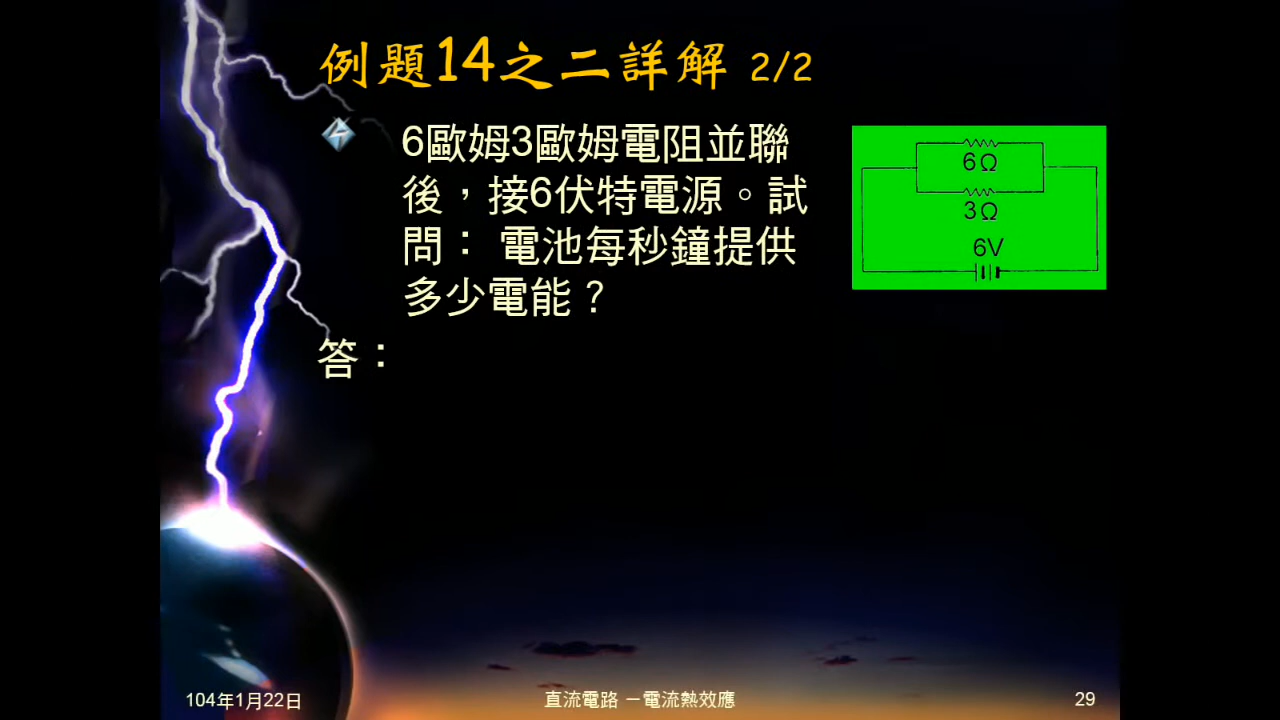 例題14之二詳解 2/2
6歐姆3歐姆電阻並聯
後，接6伏特電源。試
問： 電池每秒鐘提供
多少電能？
6Ω
3Ω
6V
答：
104年1月22日
直流電路 －電流熱效應
29